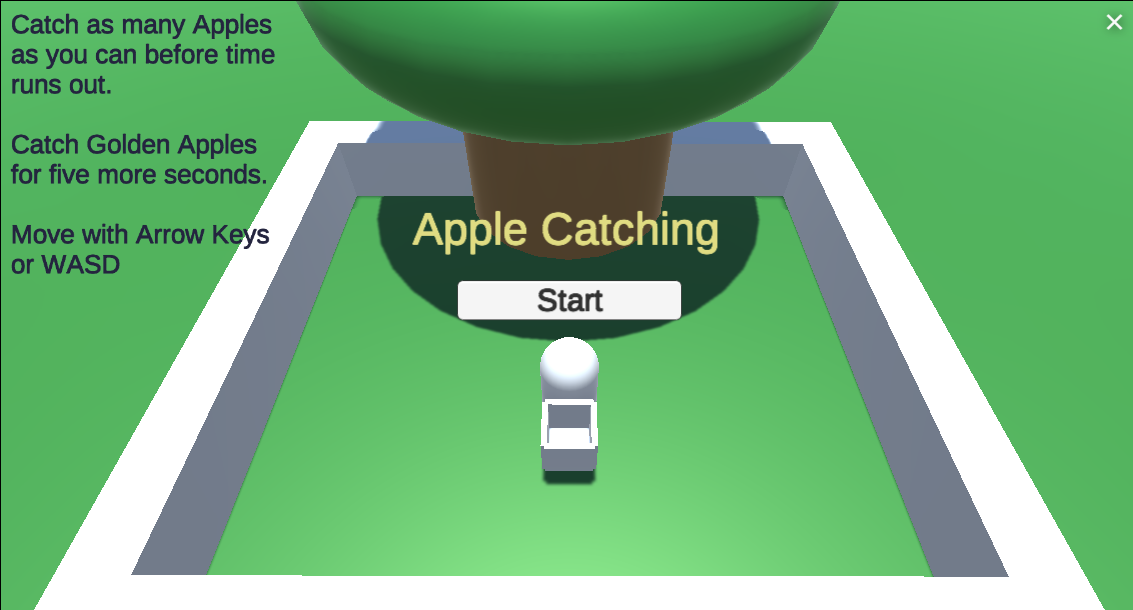 Catch as many Apples
as you can before time
runs out.
Catch Golden Apples
for five more seconds.
Move with Arrow Keys
or WASD
Apple Catching
Start